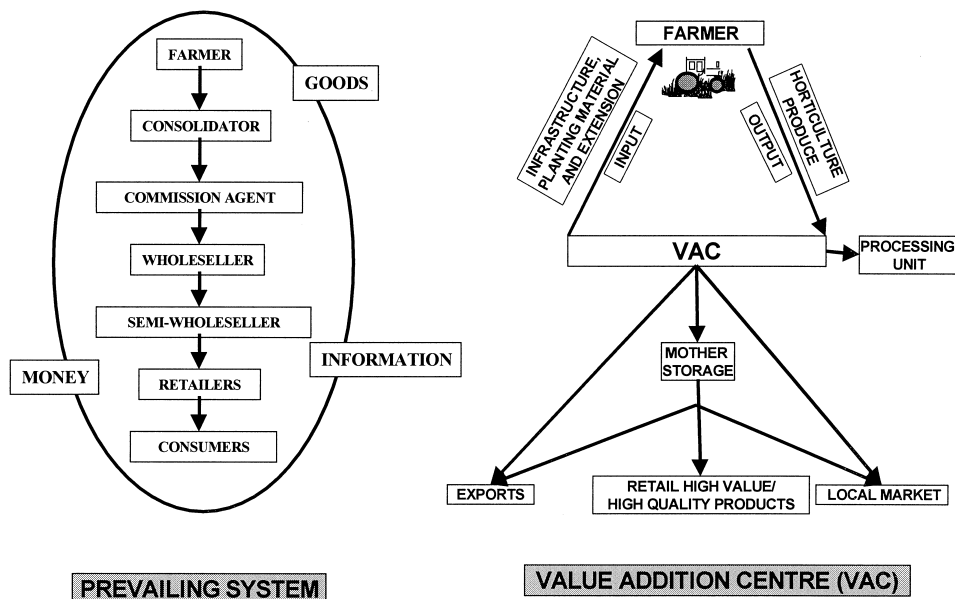 FARMER
GOODS
CONSOLIDATOR
COMMISSION AGENT
WHOLESELLER
SEMI-WHOLESELLER
INFORMATION
MONEY
RETAILERS
CONSUMERS
PREVAILING SYSTEM
FARMER
INFRASTRUCTURE,
PLANTING MATERIAL
AND EXTENSION
INPUT
OUTPUT
HORTICULTURE
PRODUCE
VAC
PROCESSING
UNIT
MOTHER
STORAGE
EXPORTS
RETAIL HIGH VALUE/
HIGH QUALITY PRODUCTS
LOCAL MARKET
VALUE ADDITION CENTRE (VAC)